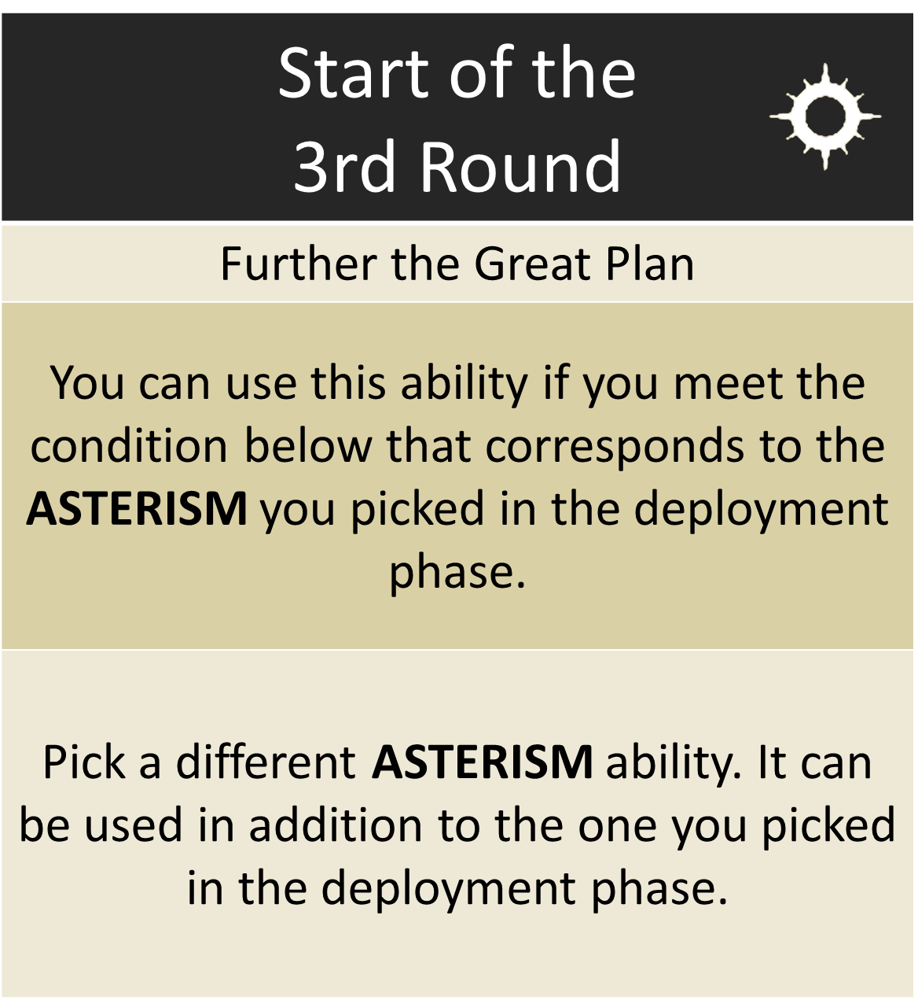 Start of the
3rd Round
Further the Great Plan
You can use this ability if you meet the
condition below that corresponds to the
ASTERISM you picked in the deployment
phase.
Pick a different ASTERISM ability. It can
be used in addition to the one you picked
in the deployment phase.